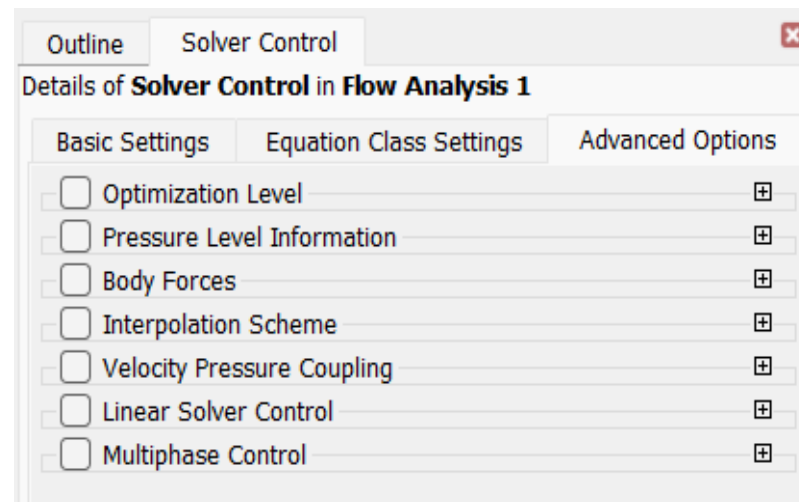 Outline Solver Control
Details of Solver Control in Flow Analysis 1
Basic Settings Equation Class Settings Advanced Options
Optimization Level
Pressure Level Information
Body Forces
Interpolation Scheme
Velocity Pressure Coupling
Linear Solver Control
Multiphase Control